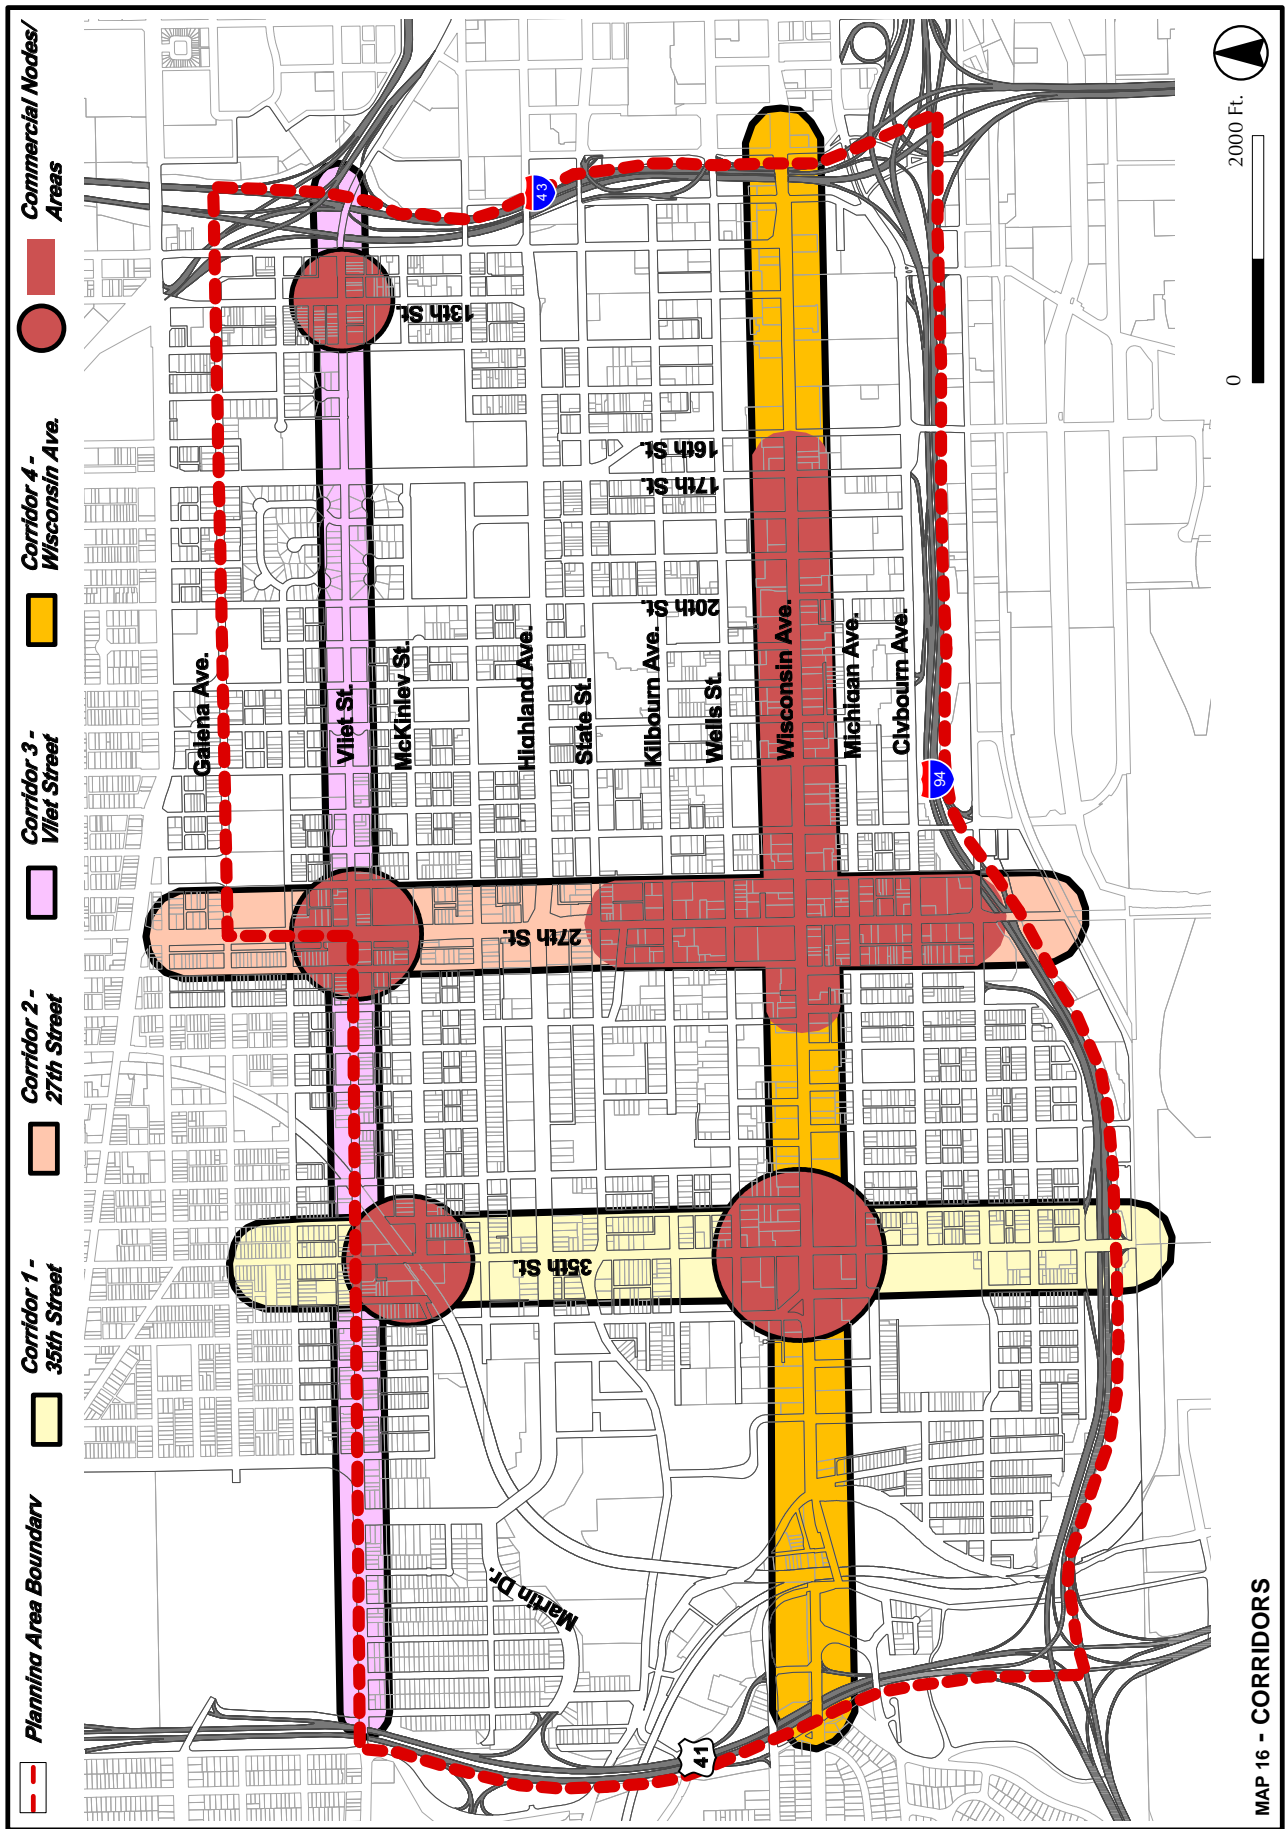 Planning Area Boundary
Corridor 1 -
35th Street
Corridor 2 -
27th Street
Corridor 3 -
Vliet Street
Corridor 4 -
Wisconsin Ave.
Commercial Nodes/
Areas
Galena Ave.
Vliet St.
McKinley St.
Highland Ave.
State St.
Kilbourn Ave.
Wells St.
Wisconsin Ave.
Michigan Ave.
Clybourn Ave.
Martin Dr.
35th St.
27th St.
20th St.
17th St.
16th St.
13th St.
41
43
94
0
2000 Ft.
MAP 16 - CORRIDORS